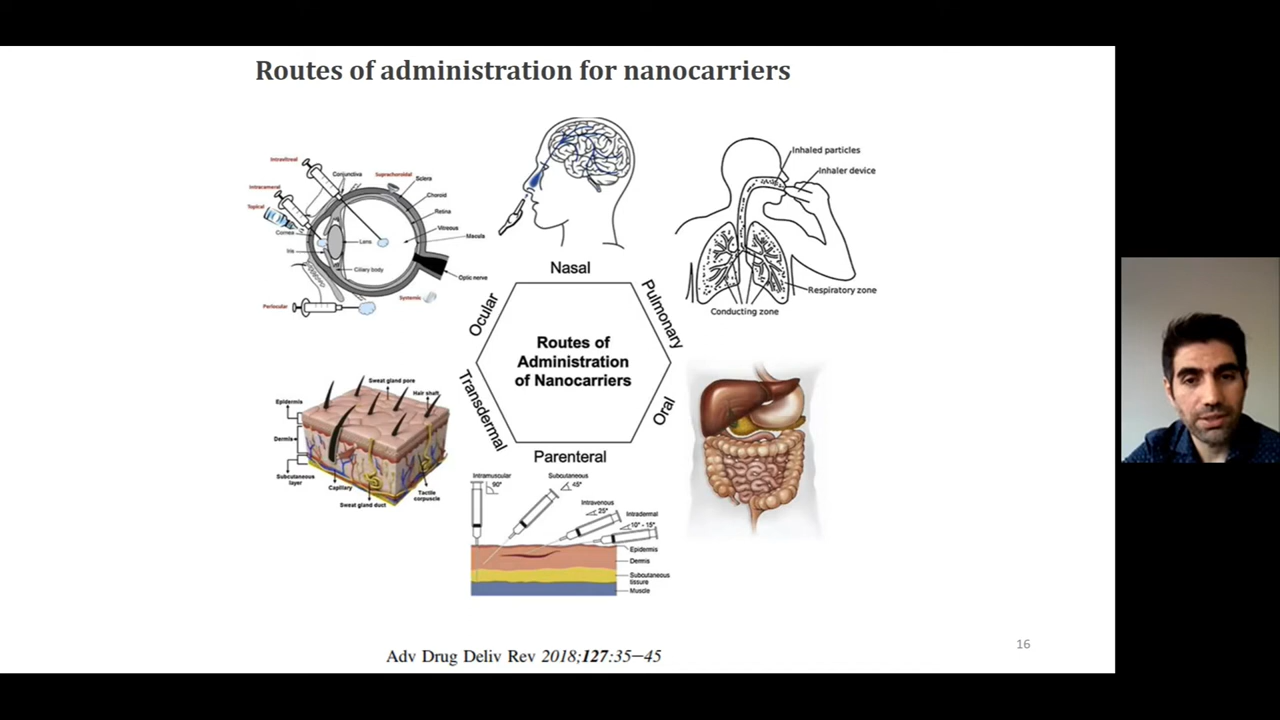 Routes of administration for nanocarriers
Intravitreal
Conjunctiva
Suprachoroidal
Sclera
Intracameral
Choroid
Topical
Retina
Cornea
Vitreous
Lens
Macula
Iris
Ciliary body
Optic nerve
Systemic
Periocular
Inhaled particles
Inhaler device
Respiratory zone
Conducting zone
Nasal
Ocular
Pulmonary
Routes of
Administration
of Nanocarriers
Transdermal
Oral
Parenteral
Sweat gland pore
Hair shaft
Epidermis
Dermis
Subcutaneous
layer
Capillary
Tactile
corpuscle
Sweat gland duct
Intramuscular
90°
Subcutaneous
45°
Intravenous
25°
Intradermal
10° - 15°
Epidermis
Dermis
Subcutaneous
tissure
Muscle
16
Adv Drug Deliv Rev 2018;127:35–45